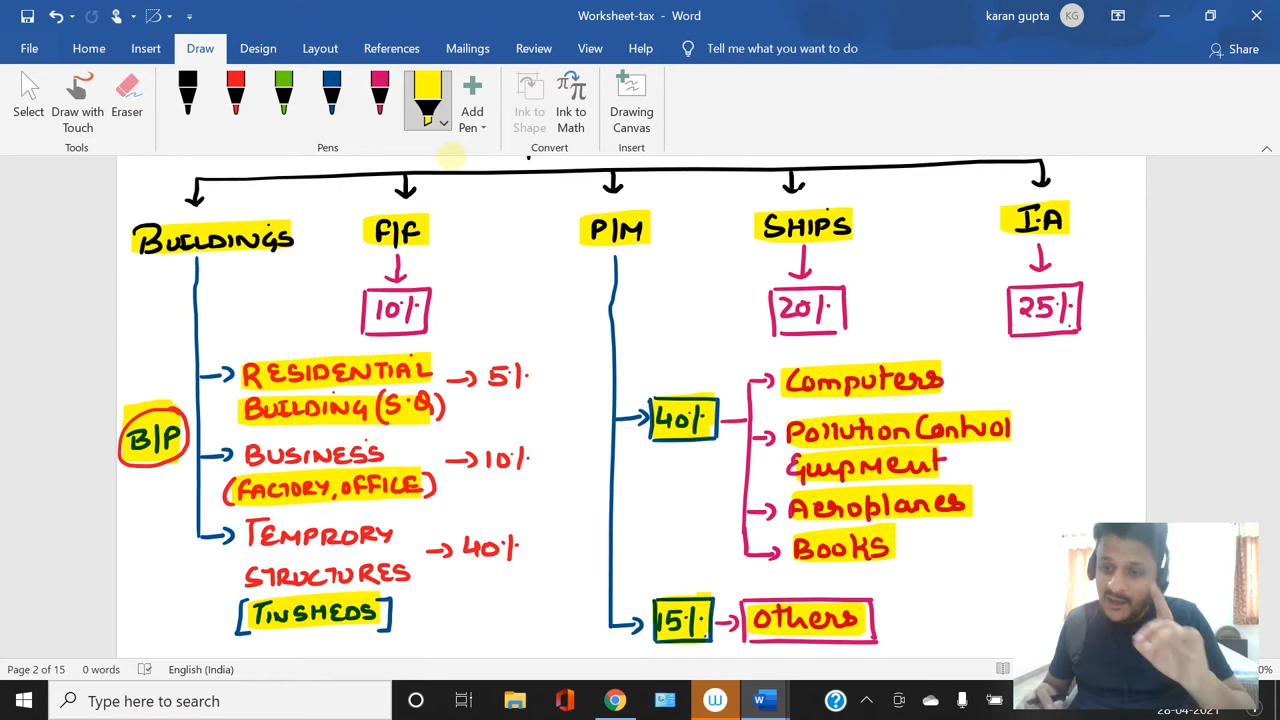 Worksheet-tax - Word
karan gupta
KG
File
Home
Insert
Draw
Design
Layout
References
Mailings
Review
View
Help
Tell me what you want to do
Share
Select
Draw with
Touch
Eraser
Add
Pen
Ink to
Shape
Ink to
Math
Drawing
Canvas
Tools
Pens
Convert
Insert
BUILDINGS
F/F
P/M
SHIPS
I.A
10%
20%
25%
RESIDENTIAL
BUILDING (S.Q)
5%
B/P
BUSINESS
(FACTORY, OFFICE)
10%
TEMPRORY
STRUCTURES
40%
[TINSHEDS]
40%
Computers
Pollution Control
Equipment
Aeroplanes
BOOKS
15%
others
Page 2 of 15
0 words
English (India)
0%
Type here to search
W
28-04-2021